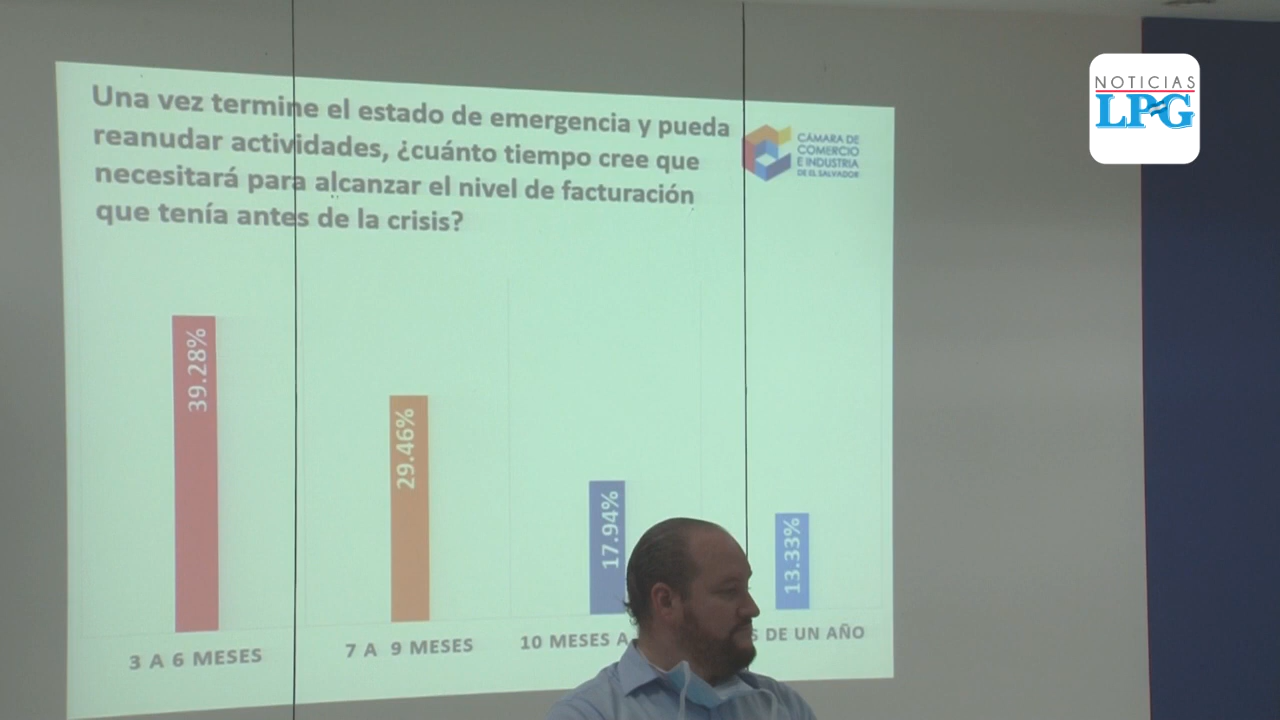 NOTICIAS
LPG
Una vez termine el estado de emergencia y pueda
reanudar actividades, ¿cuánto tiempo cree que
necesitará para alcanzar el nivel de facturación
que tenía antes de la crisis?
CÁMARA DE
COMERCIO
E INDUSTRIA
DE EL SALVADOR
39.28%
29.46%
17.94%
13.33%
3 A 6 MESES
7 A 9 MESES
10 MESES A
DE UN AÑO